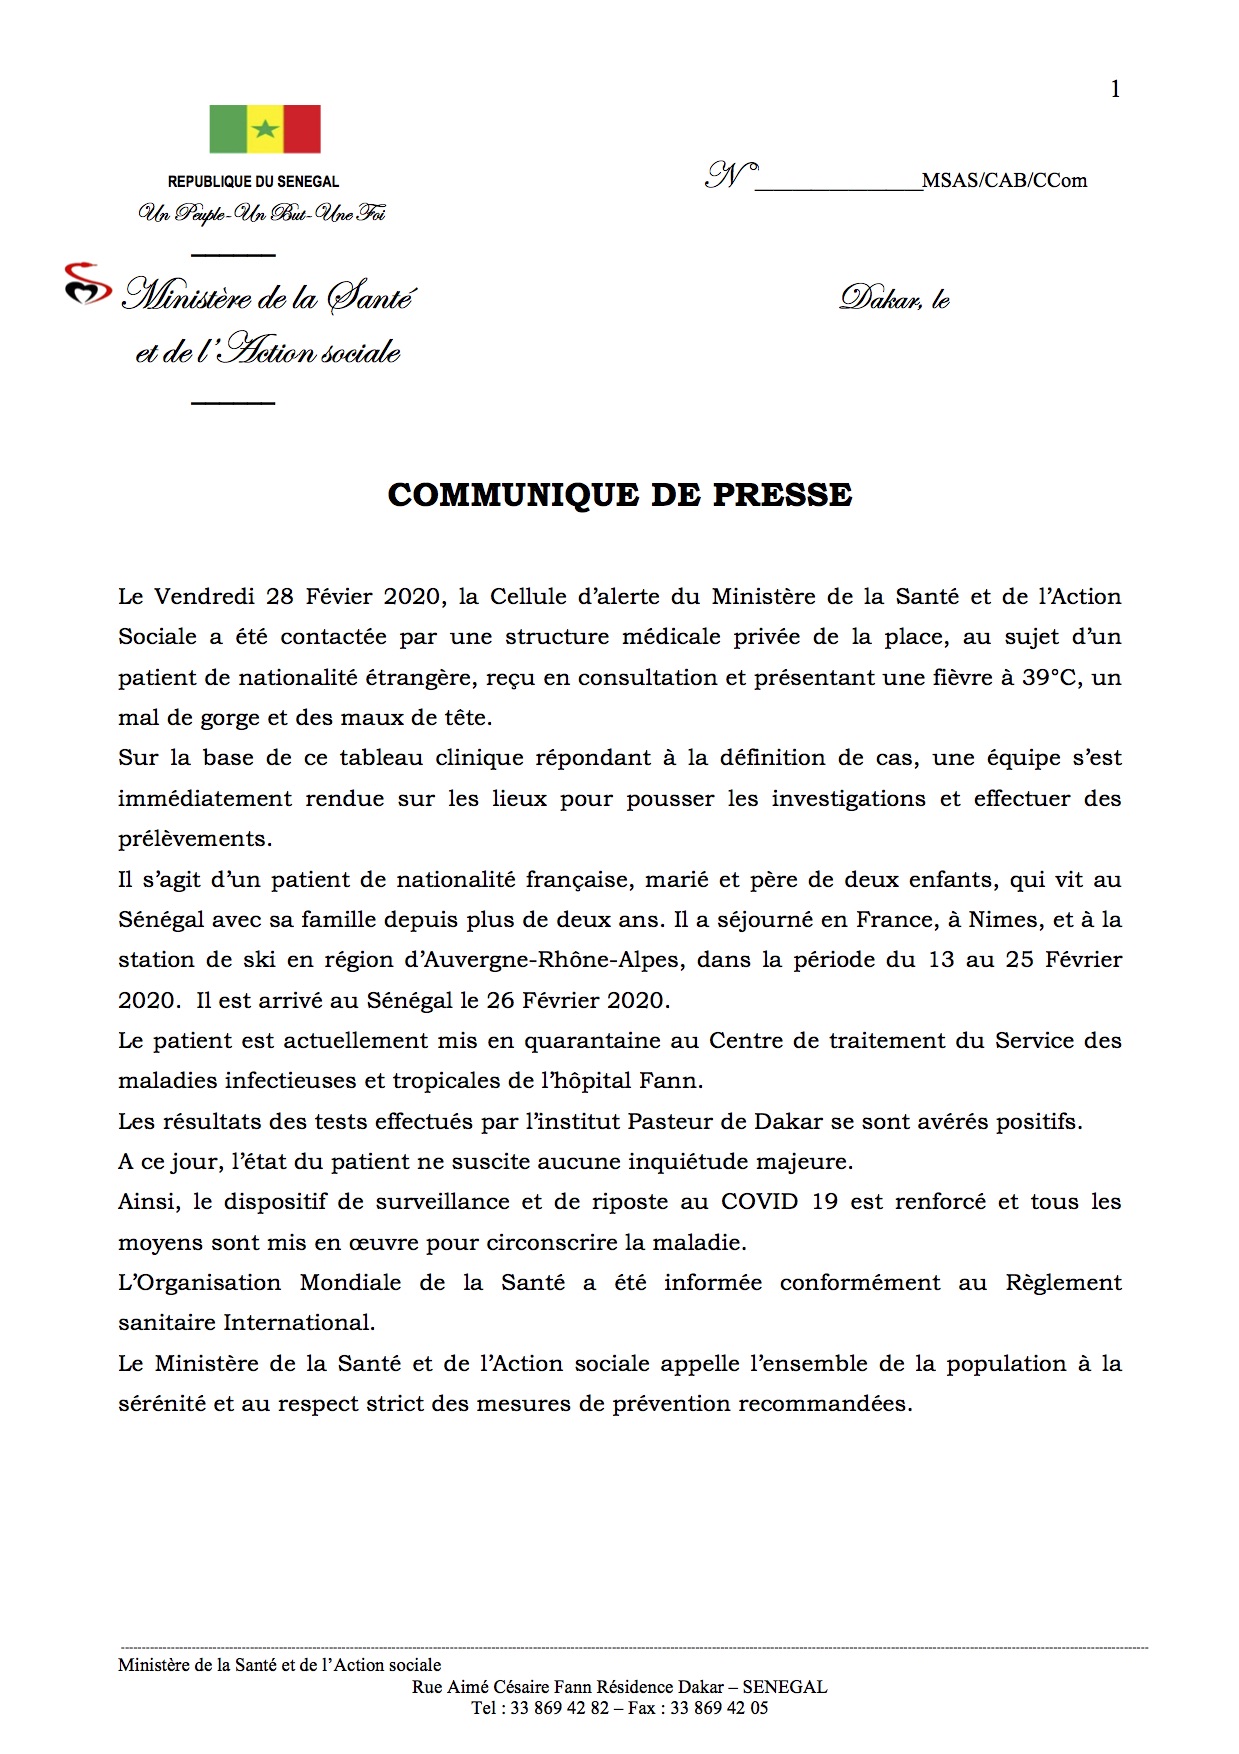 1
REPUBLIQUE DU SENEGAL
N°________________MSAS/CAB/CCom
Un Peuple-Un But-Une Foi
Ministère de la Santé
Dakar, le
et de l’Action sociale
COMMUNIQUE DE PRESSE
Le Vendredi 28 Févier 2020, la Cellule d’alerte du Ministère de la Santé et de l’Action
Sociale a été contactée par une structure médicale privée de la place, au sujet d’un
patient de nationalité étrangère, reçu en consultation et présentant une fièvre à 39°C, un
mal de gorge et des maux de tête.
Sur la base de ce tableau clinique répondant à la définition de cas, une équipe s’est
immédiatement rendue sur les lieux pour pousser les investigations et effectuer des
prélèvements.
Il s’agit d’un patient de nationalité française, marié et père de deux enfants, qui vit au
Sénégal avec sa famille depuis plus de deux ans. Il a séjourné en France, à Nimes, et à la
station de ski en région d’Auvergne-Rhône-Alpes, dans la période du 13 au 25 Février
2020.  Il est arrivé au Sénégal le 26 Février 2020.
Le patient est actuellement mis en quarantaine au Centre de traitement du Service des
maladies infectieuses et tropicales de l’hôpital Fann.
Les résultats des tests effectués par l’institut Pasteur de Dakar se sont avérés positifs.
A ce jour, l’état du patient ne suscite aucune inquiétude majeure.
Ainsi, le dispositif de surveillance et de riposte au COVID 19 est renforcé et tous les
moyens sont mis en œuvre pour circonscrire la maladie.
L’Organisation Mondiale de la Santé a été informée conformément au Règlement
sanitaire International.
Le Ministère de la Santé et de l’Action sociale appelle l’ensemble de la population à la
sérénité et au respect strict des mesures de prévention recommandées.
Ministère de la Santé et de l’Action sociale
Rue Aimé Césaire Fann Résidence Dakar – SENEGAL
Tel : 33 869 42 82 – Fax : 33 869 42 05